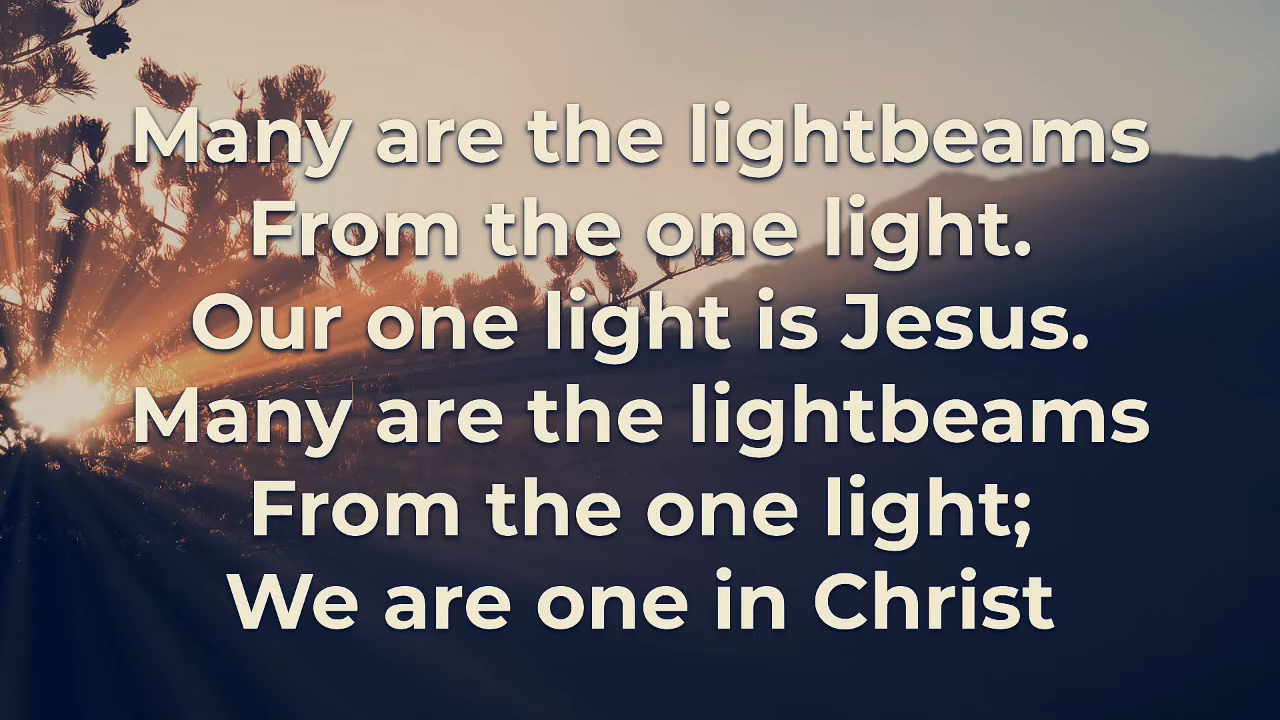 Many are the lightbeams
From the one light.
Our one light is Jesus.
Many are the lightbeams
From the one light;
We are one in Christ